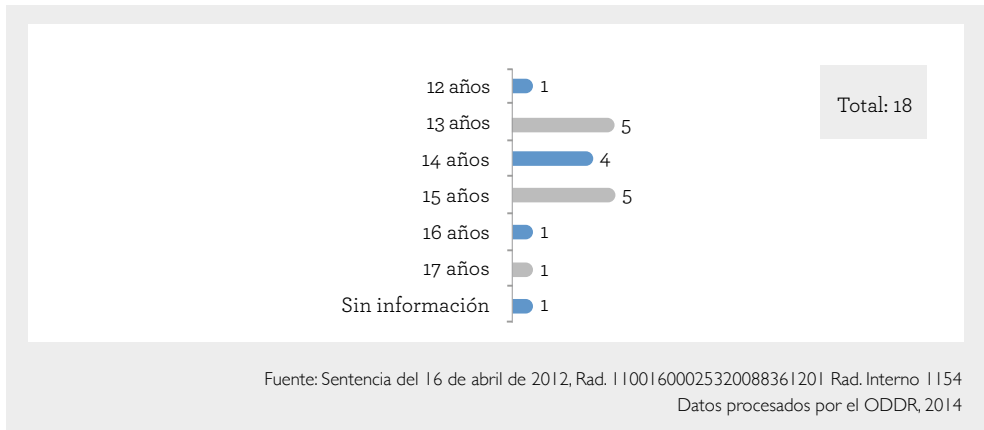 12 años 1
Total: 18
13 años 5
14 años 4
15 años 5
16 años 1
17 años 1
Sin información 1
Fuente: Sentencia del 16 de abril de 2012, Rad. 110016000253200883612​01 Rad. Interno 1154
Datos procesados por el ODDR, 2014